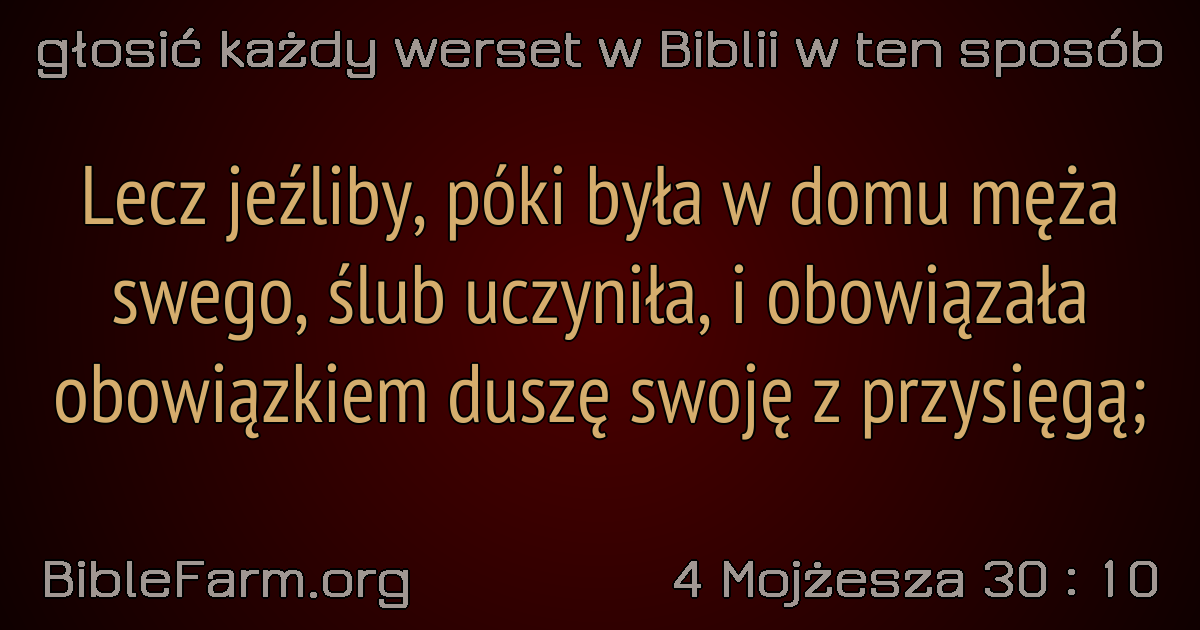 głosić każdy werset w Biblii w ten sposób
Lecz jeźliby, póki była w domu męża
swego, ślub uczyniła, i obowiązała
obowiązkiem duszę swoję z przysięgą;
BibleFarm.org
4 Mojżesza 30 : 10